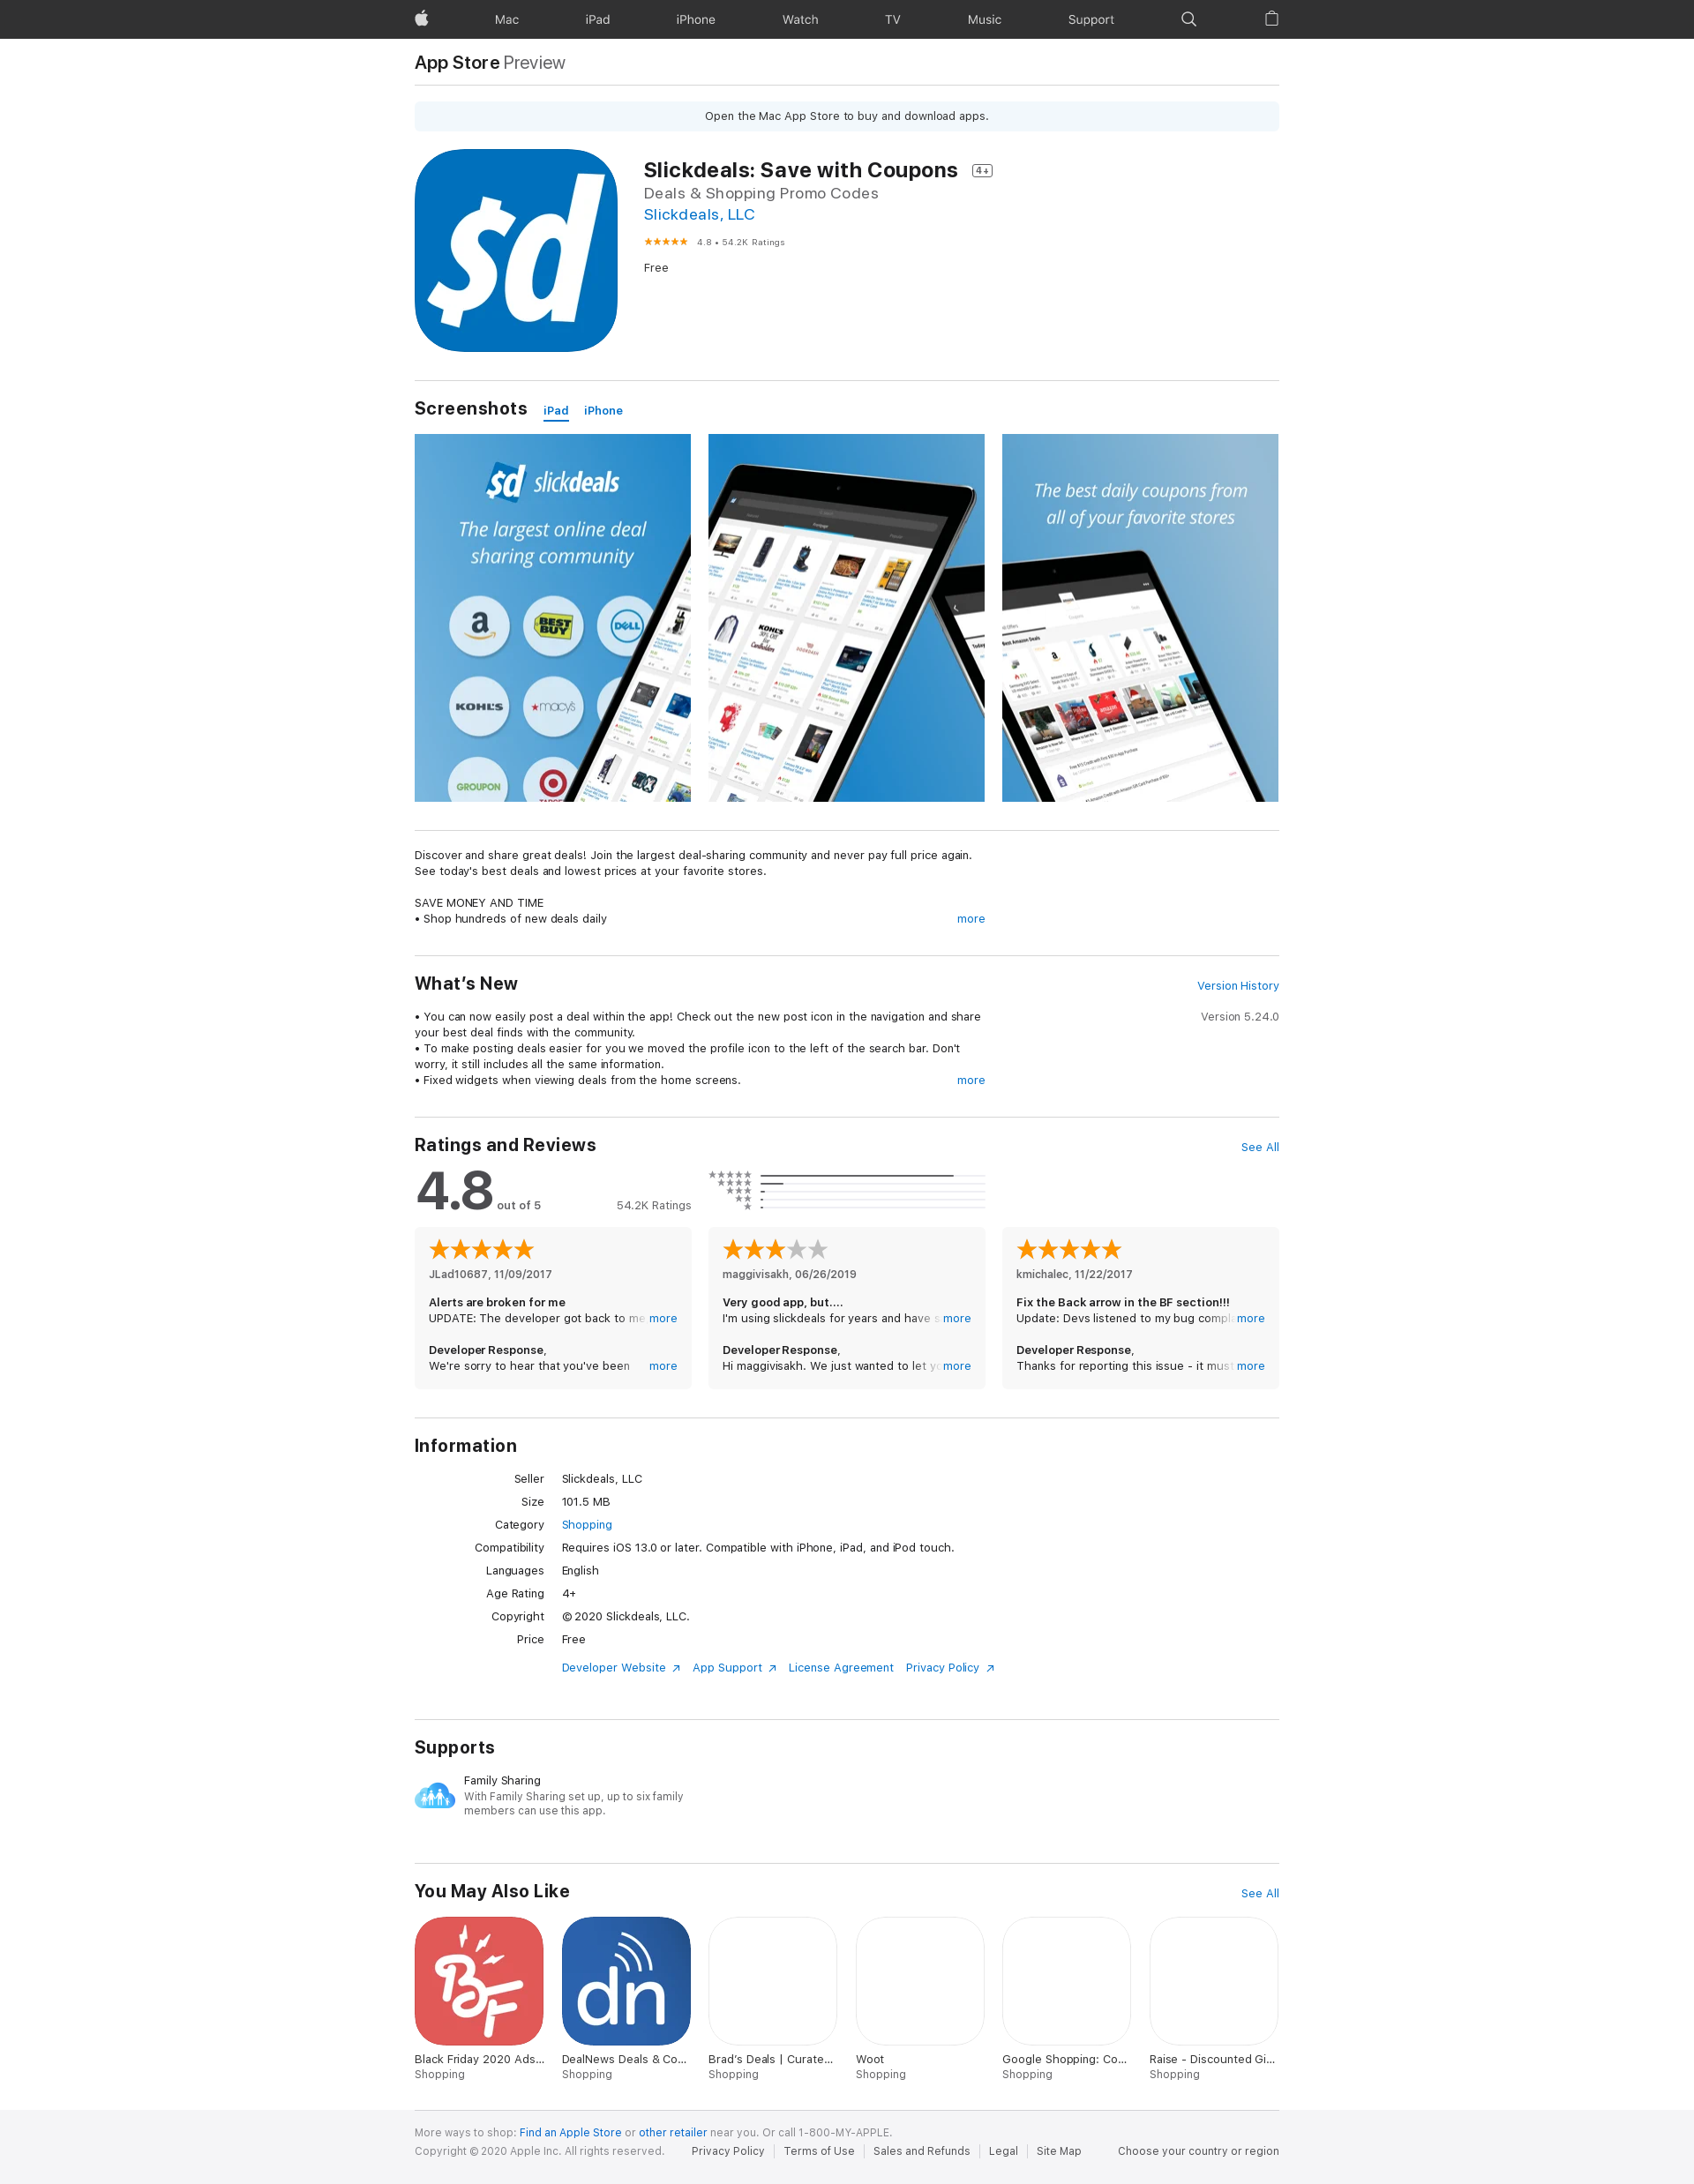 Mac iPad iPhone Watch TV Music Support
App Store Preview
Open the Mac App Store to buy and download apps.
$d
Slickdeals: Save with Coupons 4+
Deals & Shopping Promo Codes
Slickdeals, LLC
★★★★★ 4.8 • 54.2K Ratings
Free
Screenshots iPad iPhone
$d slickdeals
The largest online deal
sharing community
a BEST BUY DELL
KOHL'S ★macy's
GROUPON
KOHL'S
30% Off
The best daily coupons from
all of your favorite stores
Discover and share great deals! Join the largest deal-sharing community and never pay full price again.
See today's best deals and lowest prices at your favorite stores.
SAVE MONEY AND TIME
• Shop hundreds of new deals daily more
What's New Version History
• You can now easily post a deal within the app! Check out the new post icon in the navigation and share
your best deal finds with the community.
• To make posting deals easier for you we moved the profile icon to the left of the search bar. Don't
worry, it still includes all the same information.
• Fixed widgets when viewing deals from the home screens. more
Version 5.24.0
Ratings and Reviews See All
4.8 out of 5 54.2K Ratings
JLad10687, 11/09/2017
Alerts are broken for me
UPDATE: The developer got back to me more
Developer Response,
We're sorry to hear that you've been more
maggivisakh, 06/26/2019
Very good app, but....
I'm using slickdeals for years and have s more
Developer Response,
Hi maggivisakh. We just wanted to let yo more
kmichalec, 11/22/2017
Fix the Back arrow in the BF section!!!
Update: Devs listened to my bug compla more
Developer Response,
Thanks for reporting this issue - it must more
Information
Seller Slickdeals, LLC
Size 101.5 MB
Category Shopping
Compatibility Requires iOS 13.0 or later. Compatible with iPhone, iPad, and iPod touch.
Languages English
Age Rating 4+
Copyright © 2020 Slickdeals, LLC.
Price Free
Developer Website App Support License Agreement Privacy Policy
Supports
Family Sharing
With Family Sharing set up, up to six family
members can use this app.
You May Also Like See All
BF
dn
Black Friday 2020 Ads...
Shopping
DealNews Deals & Co...
Shopping
Brad's Deals | Curate...
Shopping
Woot
Shopping
Google Shopping: Co...
Shopping
Raise - Discounted Gi...
Shopping
More ways to shop: Find an Apple Store or other retailer near you. Or call 1-800-MY-APPLE.
Copyright © 2020 Apple Inc. All rights reserved. Privacy Policy Terms of Use Sales and Refunds Legal Site Map Choose your country or region